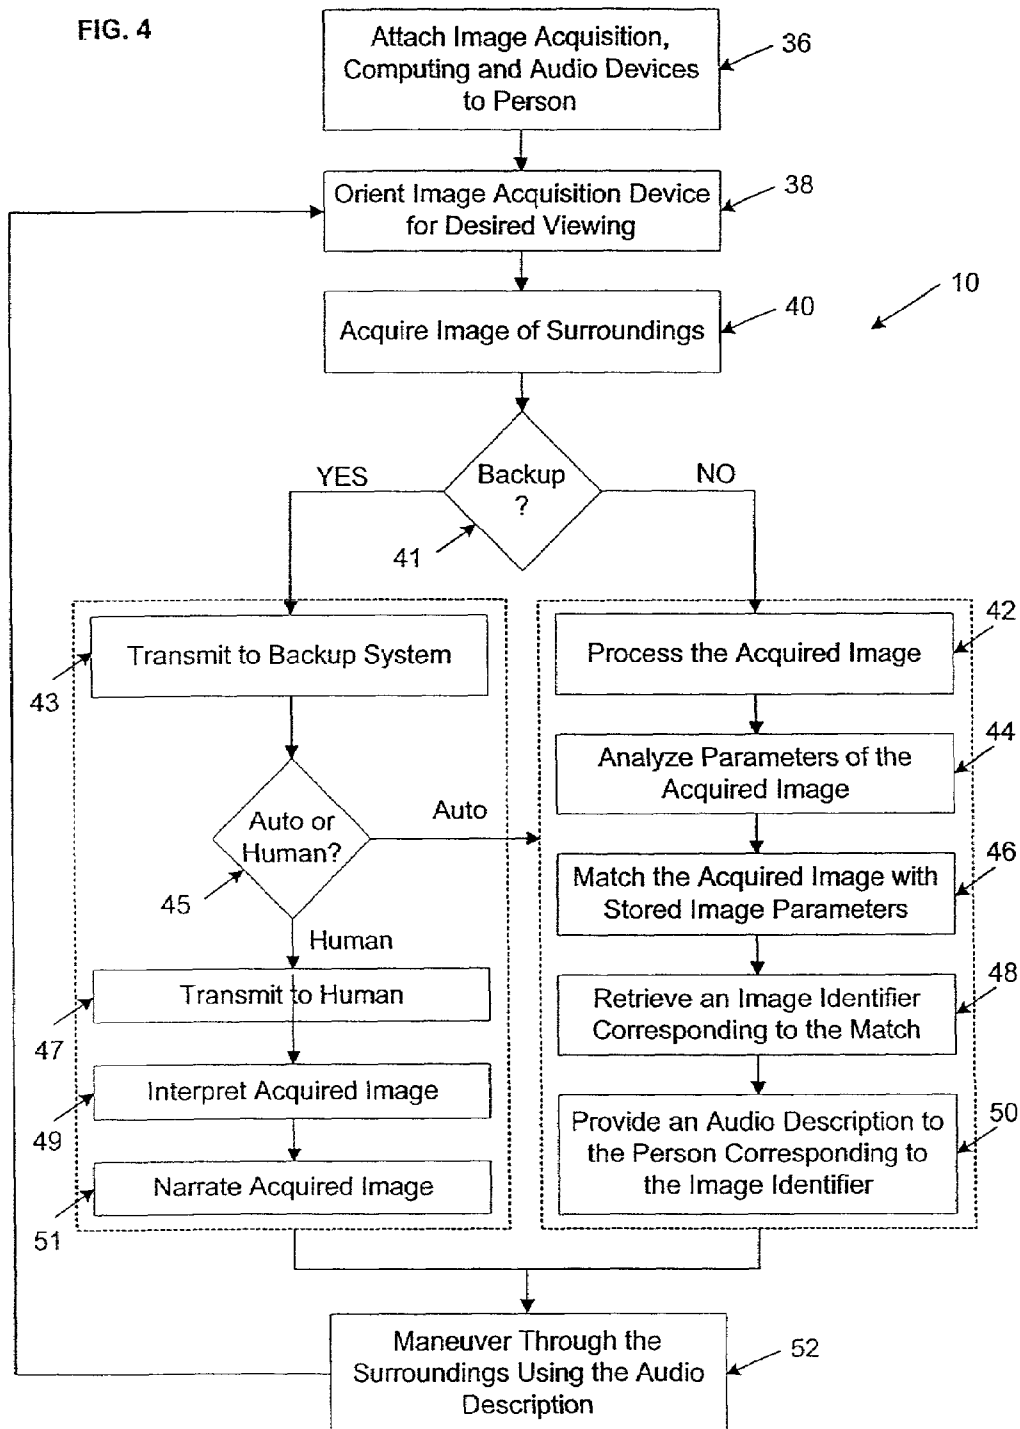 FIG. 4
Attach Image Acquisition,
Computing and Audio Devices
to Person
36
Orient Image Acquisition Device
for Desired Viewing
38
10
Acquire Image of Surroundings
40
Backup
?
YES
NO
41
Transmit to Backup System
43
Process the Acquired Image
42
Analyze Parameters of the
Acquired Image
44
Auto or
Human?
Auto
45
Human
Match the Acquired Image with
Stored Image Parameters
46
Transmit to Human
47
Retrieve an Image Identifier
Corresponding to the Match
48
Interpret Acquired Image
49
Provide an Audio Description to
the Person Corresponding to
the Image Identifier
50
Narrate Acquired Image
51
Maneuver Through the
Surroundings Using the Audio
Description
52